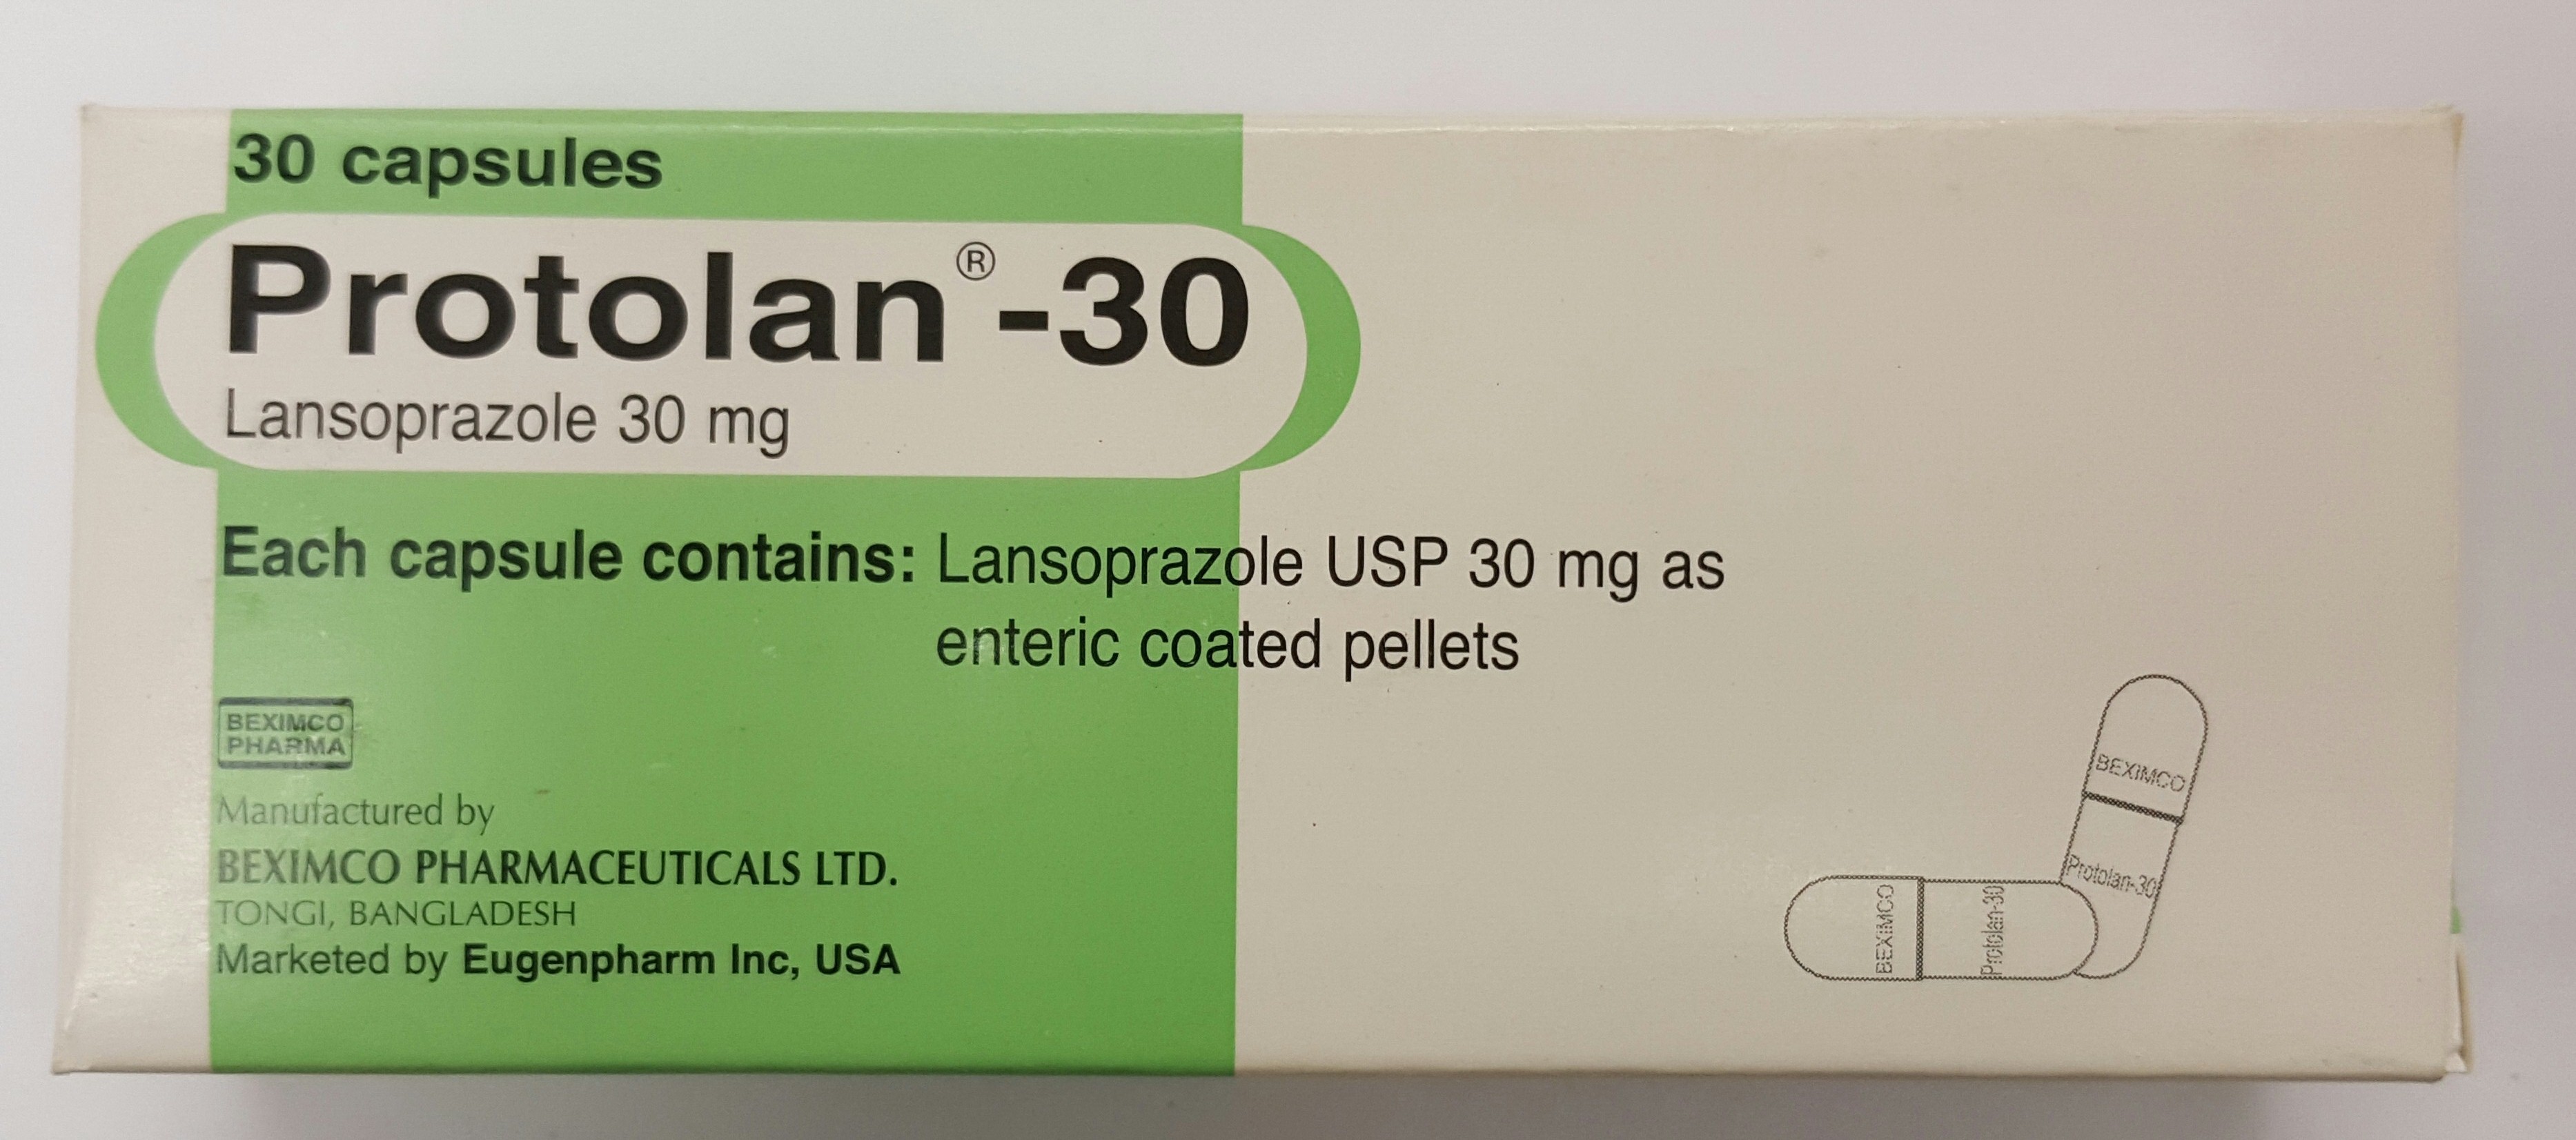 30 capsules
Protolan®-30
Lansoprazole 30 mg
Each capsule contains: Lansoprazole USP 30 mg as
enteric coated pellets
BEXIMCO
PHARMA
Manufactured by
BEXIMCO PHARMACEUTICALS LTD.
TONGI, BANGLADESH
Marketed by Eugenpharm Inc, USA
BEXIMCO
Protolan-30
BEXIMCO
Protolan-30